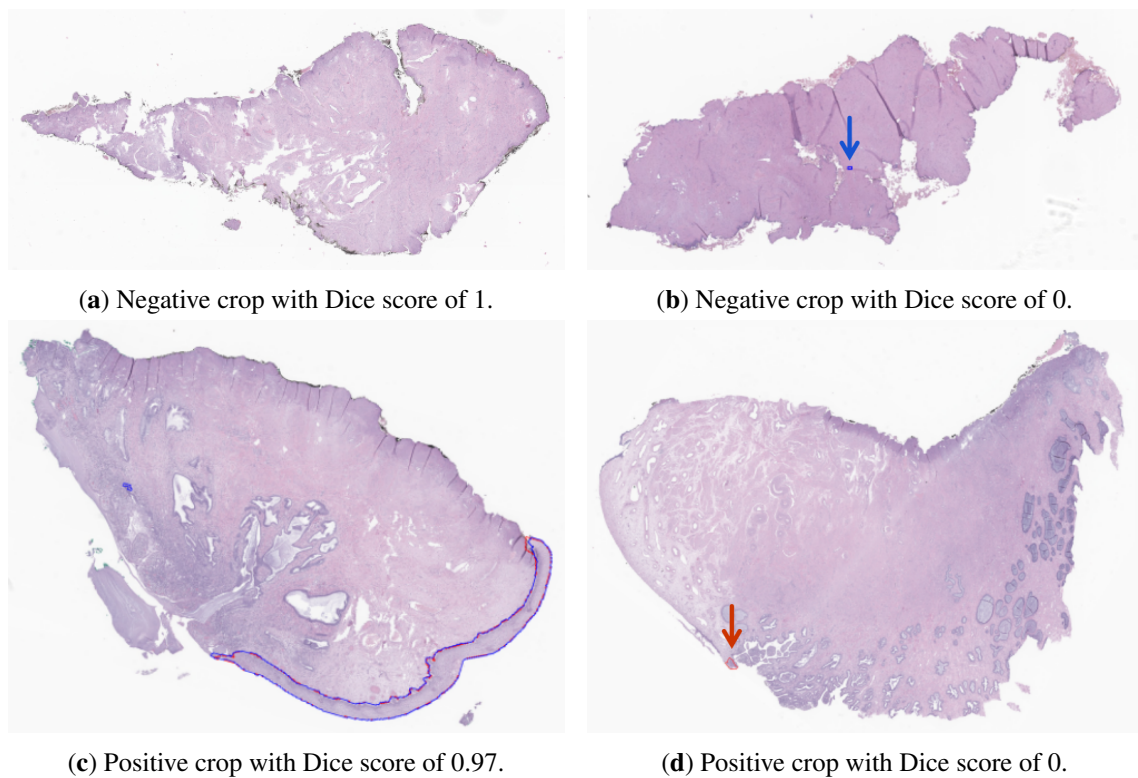 (a) Negative crop with Dice score of 1.
(b) Negative crop with Dice score of 0.
(c) Positive crop with Dice score of 0.97.
(d) Positive crop with Dice score of 0.